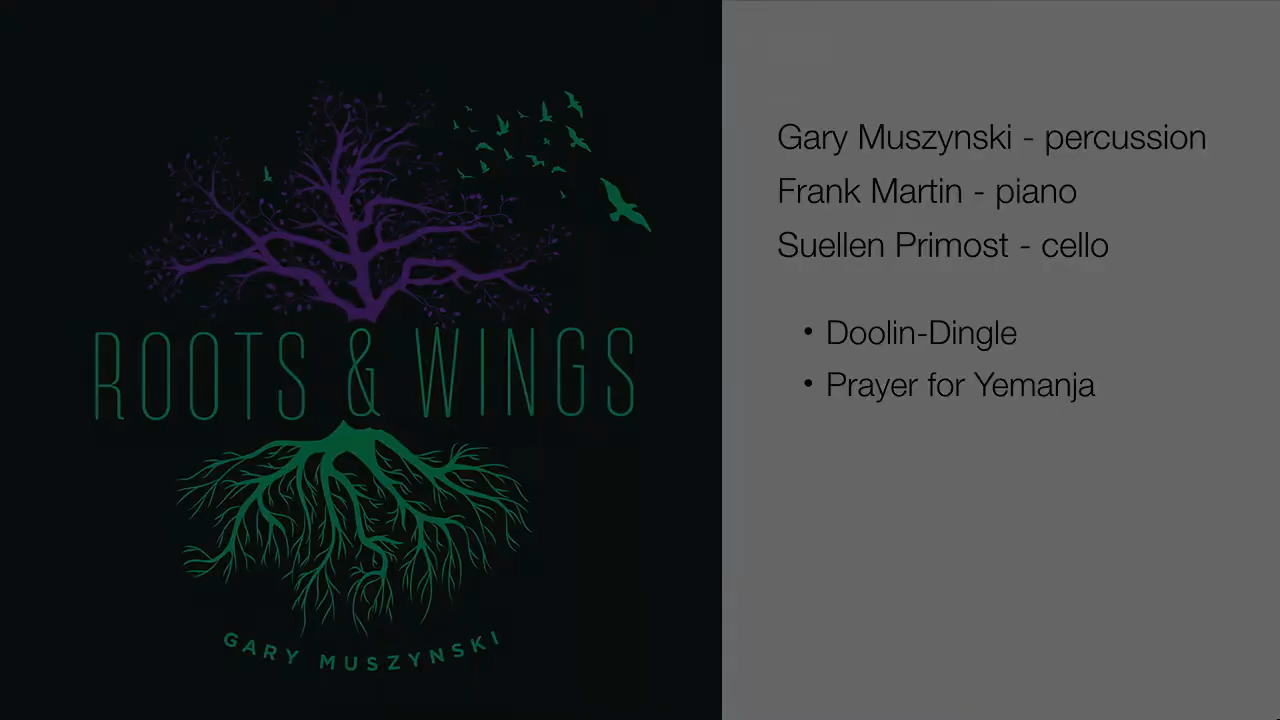 ROOTS & WINGS
GARY MUSZYNSKI
Gary Muszynski - percussion
Frank Martin - piano
Suellen Primost - cello
• Doolin-Dingle
• Prayer for Yemanja